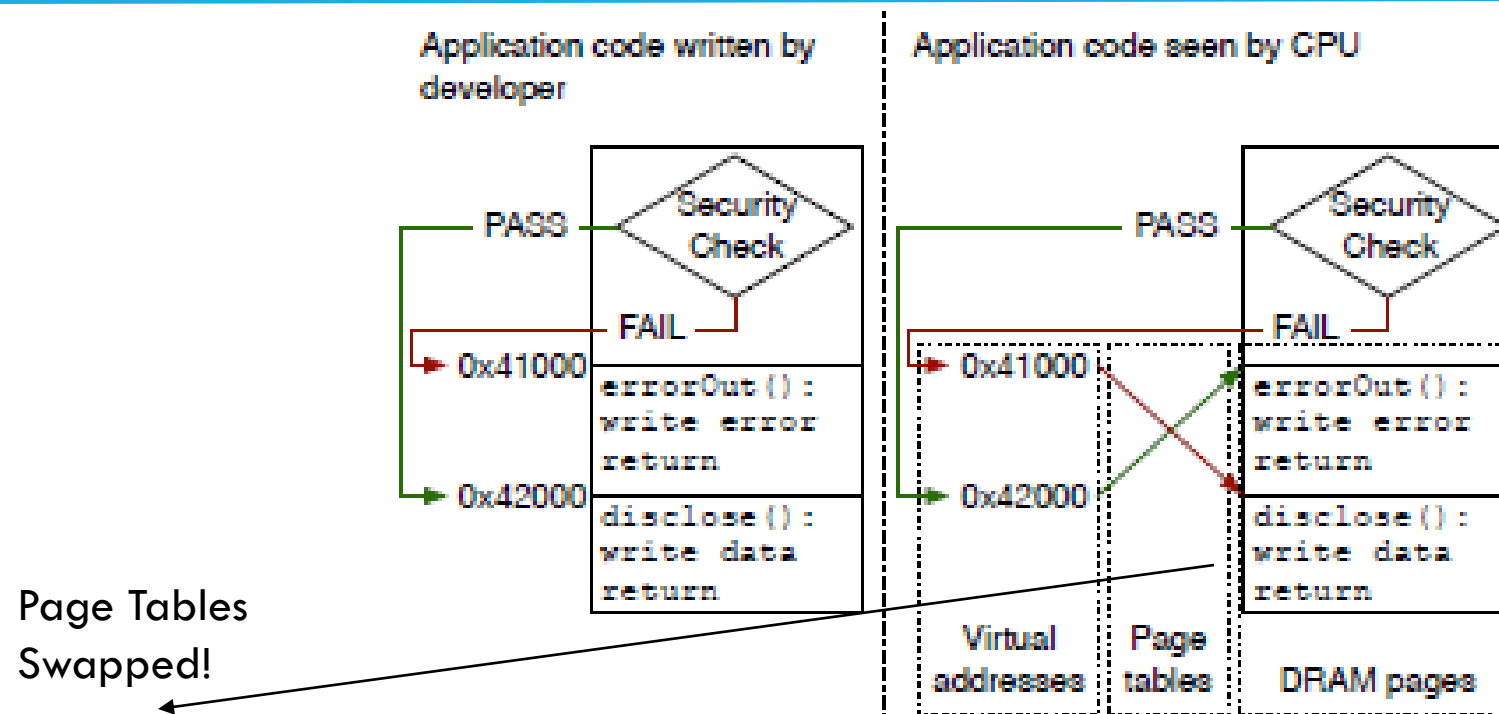 Application code written by
developer
Security
Check
PASS
FAIL
0x41000
errorOut():
write error
return
0x42000
disclose():
write data
return
Application code seen by CPU
Security
Check
PASS
FAIL
0x41000
errorOut():
write error
return
0x42000
disclose():
write data
return
Virtual
addresses
Page
tables
DRAM pages
Page Tables
Swapped!